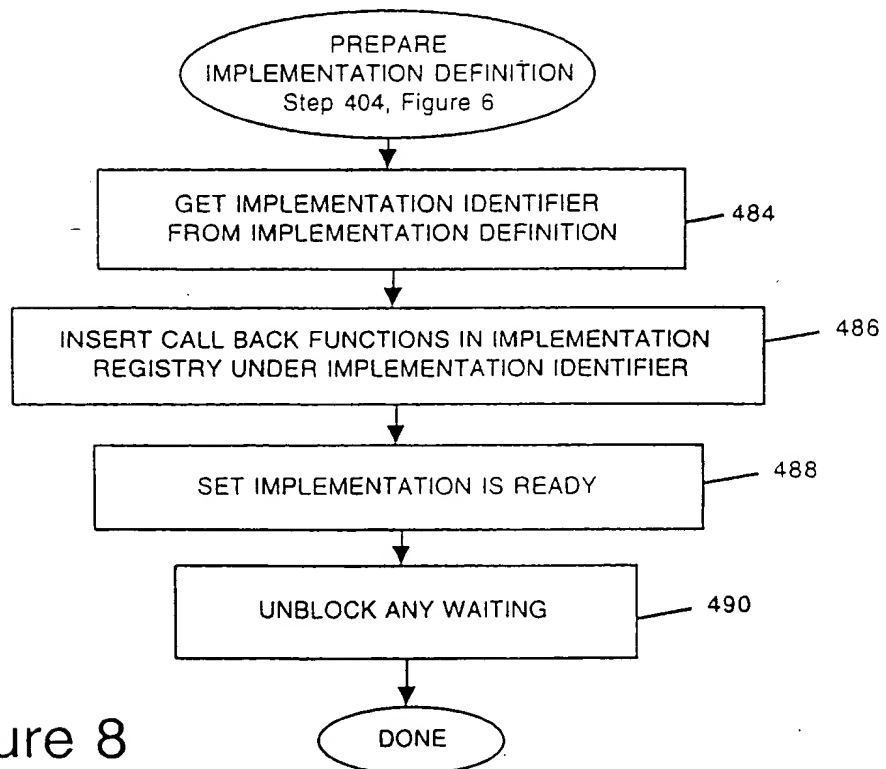 PREPARE
IMPLEMENTATION DEFINITION
Step 404, Figure 6
GET IMPLEMENTATION IDENTIFIER
FROM IMPLEMENTATION DEFINITION
484
INSERT CALL BACK FUNCTIONS IN IMPLEMENTATION
REGISTRY UNDER IMPLEMENTATION IDENTIFIER
486
SET IMPLEMENTATION IS READY
488
UNBLOCK ANY WAITING
490
DONE
ure 8